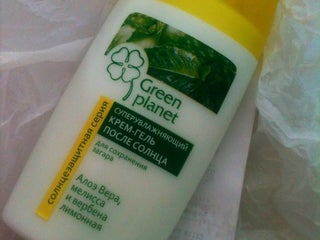 Green
planet
СУПЕРУВЛАЖНЯЮЩИЙ
КРЕМ-ГЕЛЬ
ПОСЛЕ СОЛНЦА
для сохранения
загара
солнцезащитная серия
Алоэ Вера,
мелисса
и вербена
лимонная